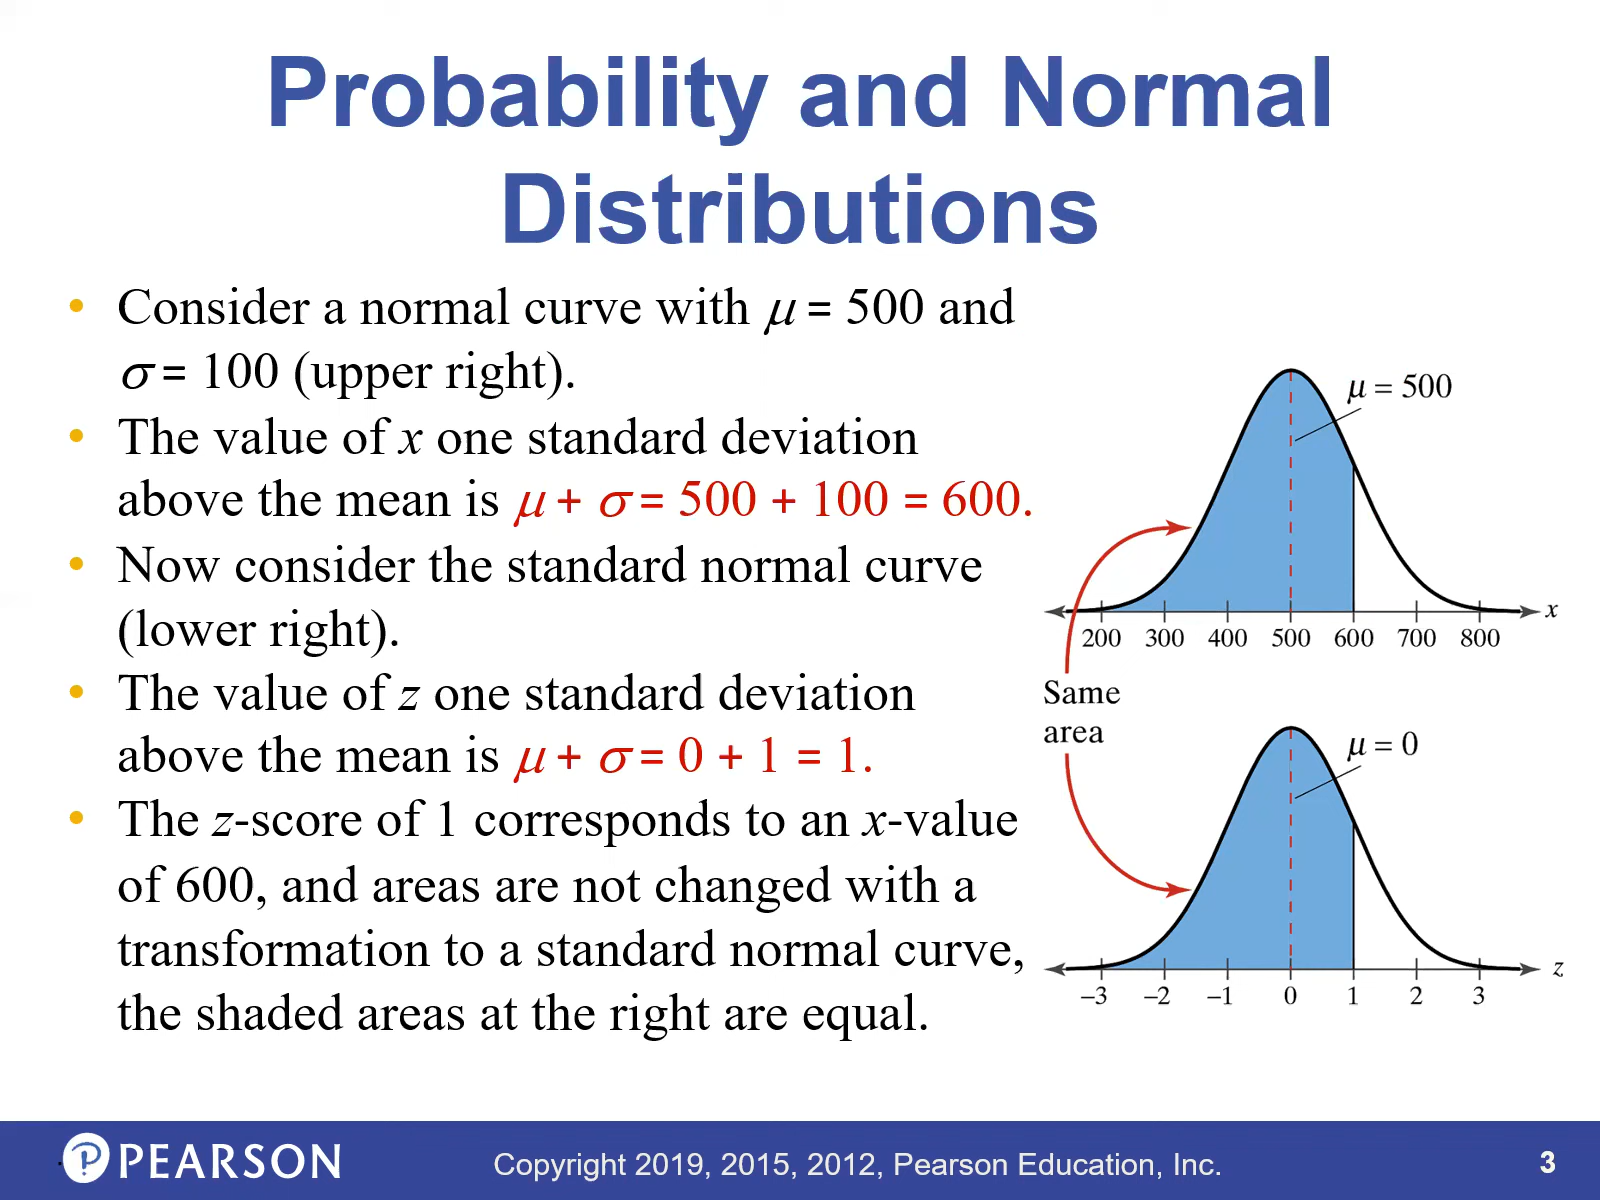 Probability and Normal
Distributions
• Consider a normal curve with μ = 500 and
σ = 100 (upper right).
• The value of x one standard deviation
above the mean is μ + σ = 500 + 100 = 600.
• Now consider the standard normal curve
(lower right).
• The value of z one standard deviation
above the mean is μ + σ = 0 + 1 = 1.
• The z-score of 1 corresponds to an x-value
of 600, and areas are not changed with a
transformation to a standard normal curve,
the shaded areas at the right are equal.
μ = 500
x
200 300 400 500 600 700 800
Same
area
μ = 0
z
–3 –2 –1 0 1 2 3
PEARSON
Copyright 2019, 2015, 2012, Pearson Education, Inc.
3